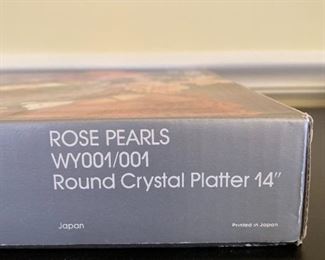 ROSE PEARLS
WY001/001
Round Crystal Platter 14"
Japan
Printed in Japan